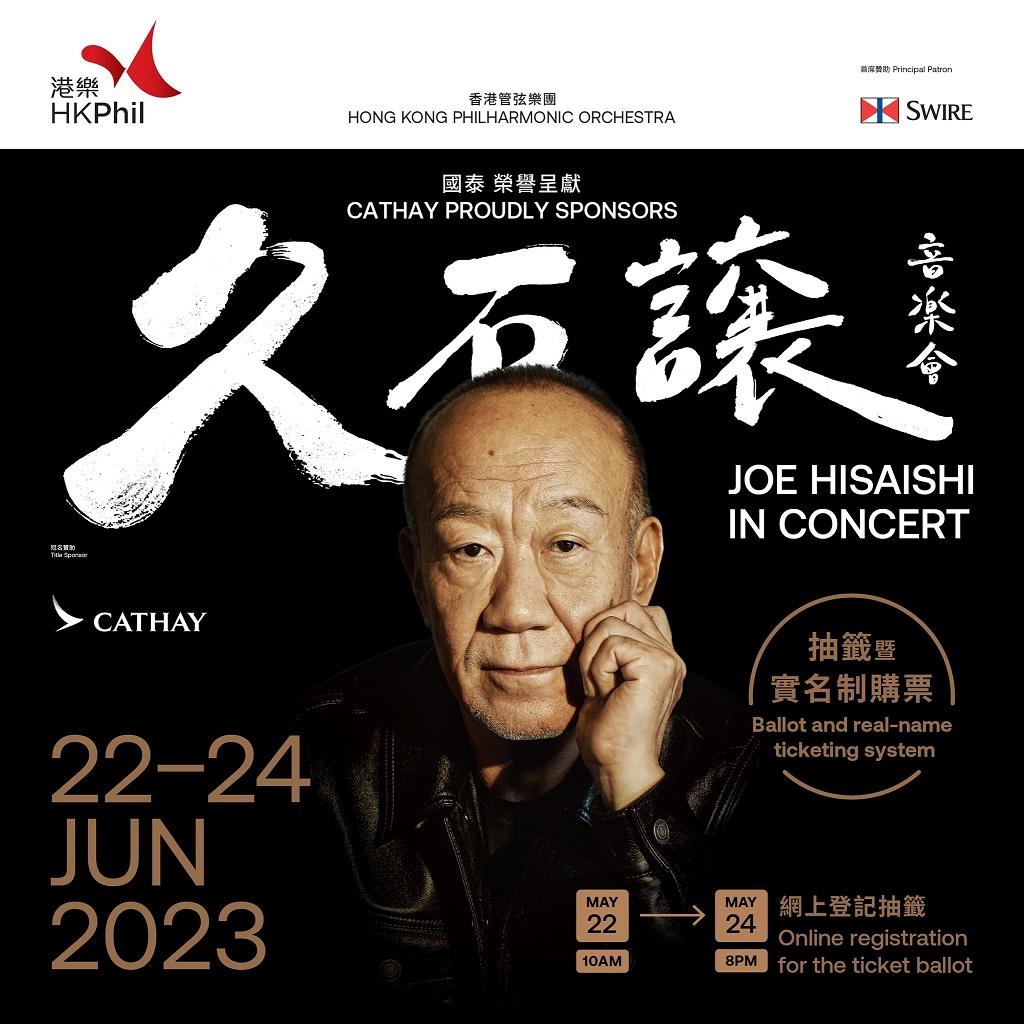 港樂
HKPhil
香港管弦樂團
HONG KONG PHILHARMONIC ORCHESTRA
首席贊助 Principal Patron
SWIRE
國泰 榮譽呈獻
CATHAY PROUDLY SPONSORS
久石譲
音楽會
JOE HISAISHI
IN CONCERT
冠名贊助
Title Sponsor
CATHAY
抽籤暨
實名制購票
Ballot and real-name
ticketing system
22–24
JUN
2023
MAY
22
10AM
MAY
24
8PM
網上登記抽籤
Online registration
for the ticket ballot